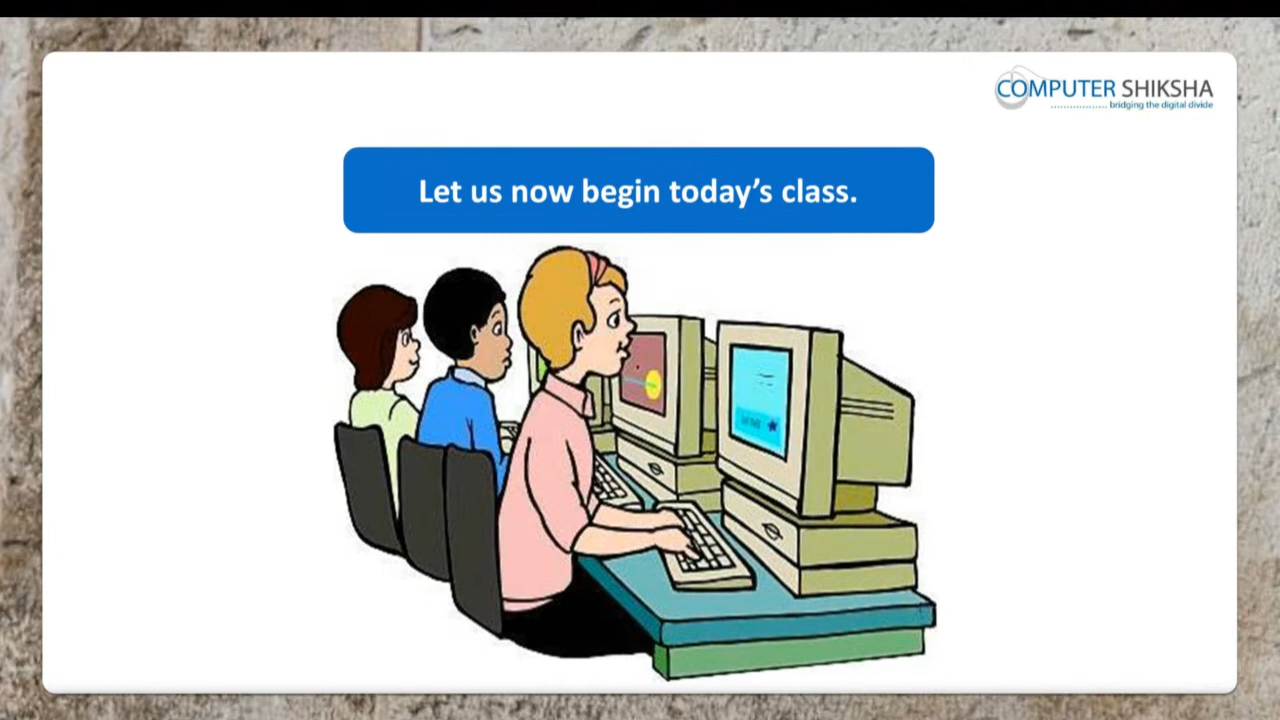 COMPUTER SHIKSHA
bridging the digital divide
Let us now begin today's class.